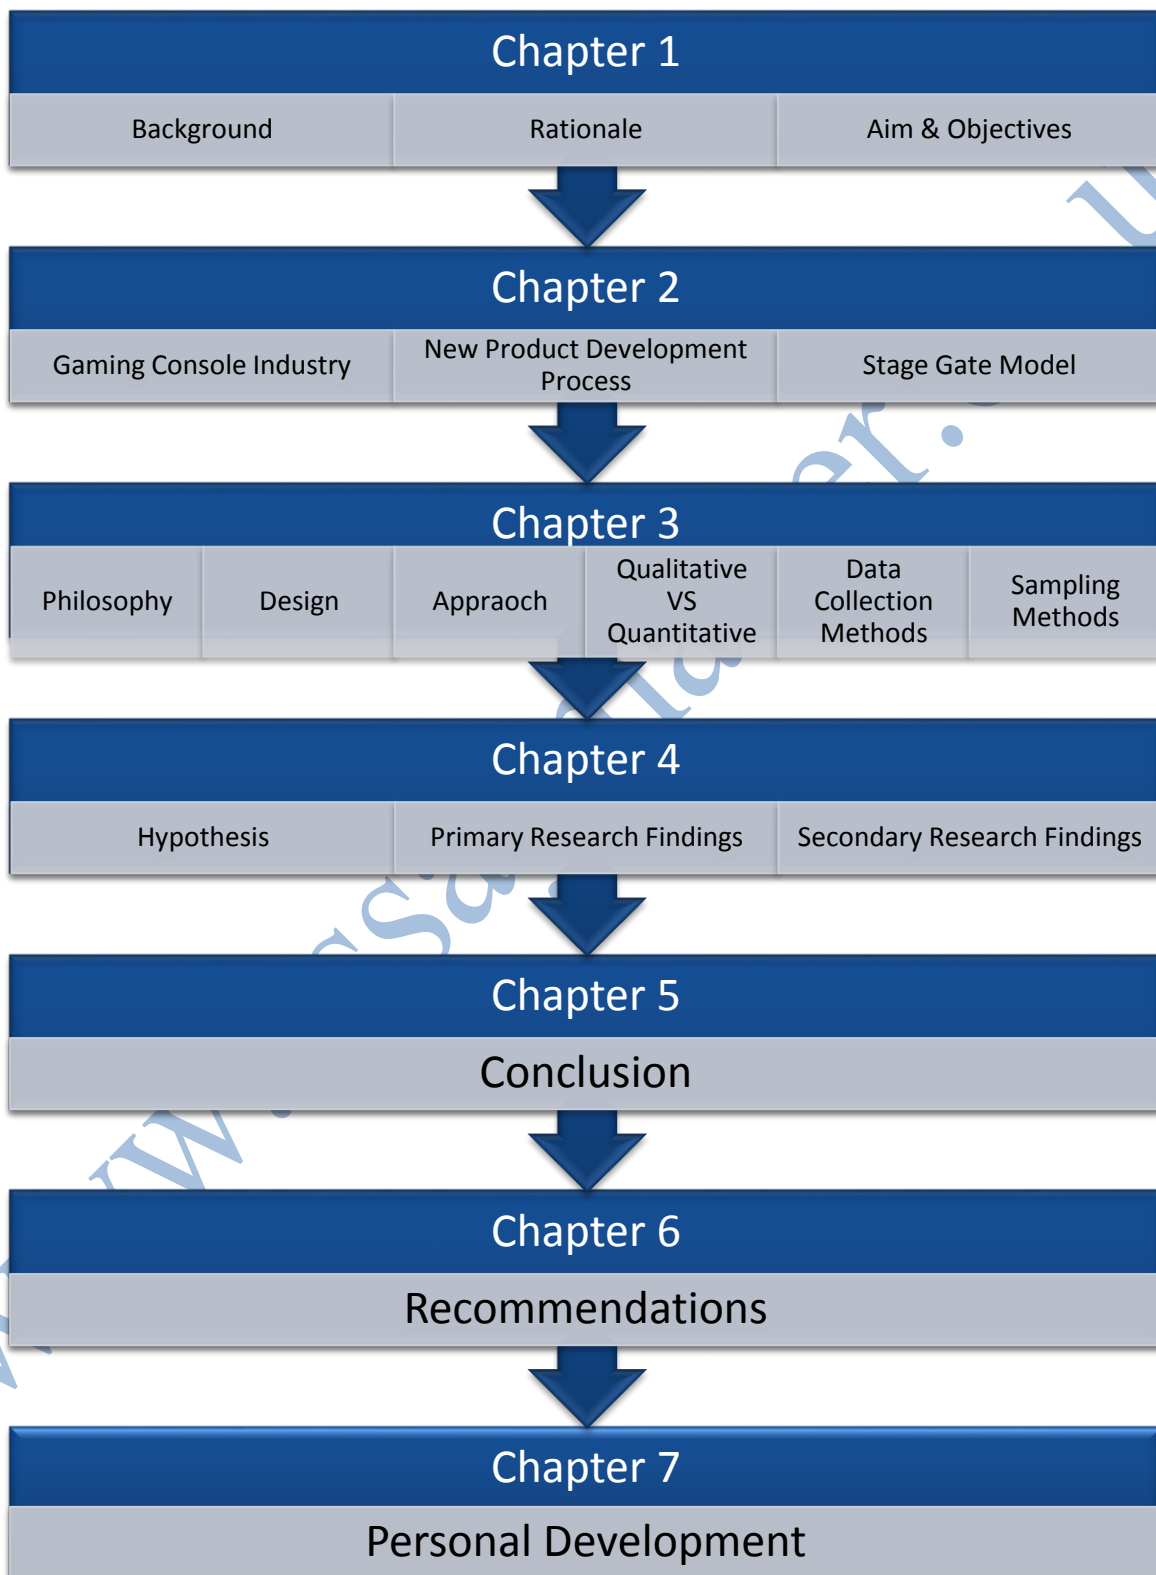 Chapter 1
Background
Rationale
Aim & Objectives
Chapter 2
Gaming Console Industry
New Product Development
Process
Stage Gate Model
Chapter 3
Philosophy
Design
Appraoch
Qualitative
VS
Quantitative
Data
Collection
Methods
Sampling
Methods
Chapter 4
Hypothesis
Primary Research Findings
Secondary Research Findings
Chapter 5
Conclusion
Chapter 6
Recommendations
Chapter 7
Personal Development